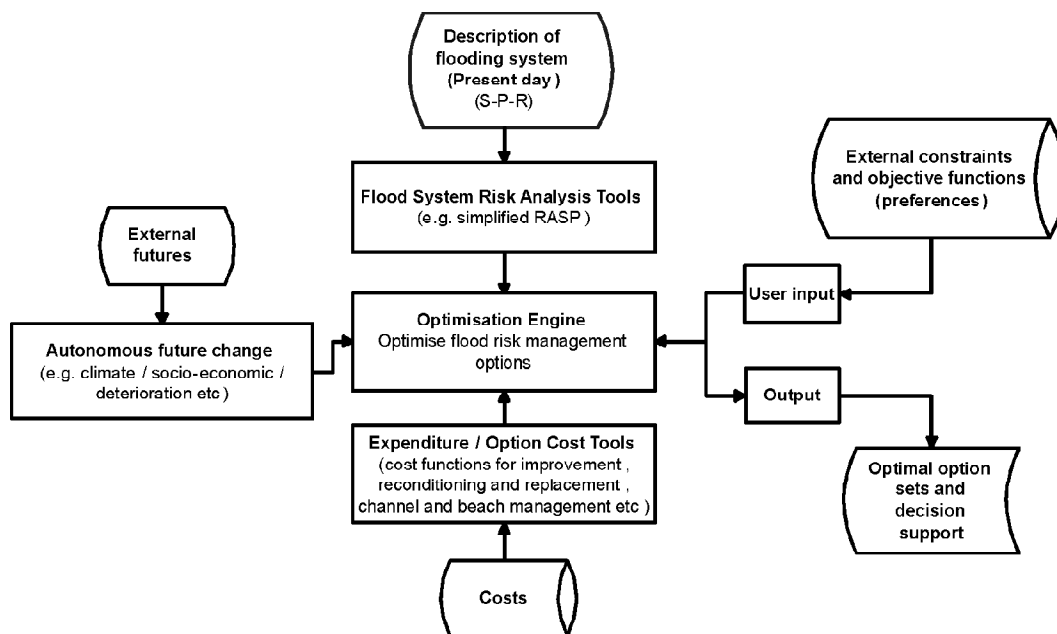 Description of
flooding system
(Present day )
(S-P-R)
External constraints
and objective functions
(preferences )
Flood System Risk Analysis Tools
(e.g. simplified RASP )
External
futures
User input
Optimisation Engine
Optimise flood risk management
options
Autonomous future change
(e.g. climate / socio-economic /
deterioration etc )
Output
Expenditure / Option Cost Tools
(cost functions for improvement ,
reconditioning and replacement ,
channel and beach management etc )
Optimal option
sets and
decision
support
Costs